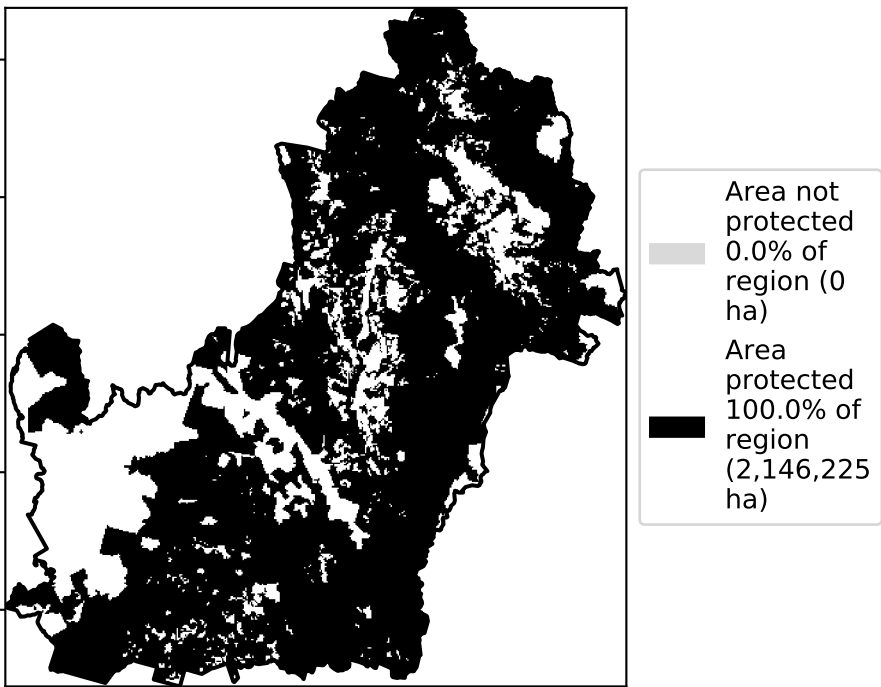 Area not
protected
0.0% of
region (0
ha)
Area
protected
100.0% of
region
(2,146,225
ha)